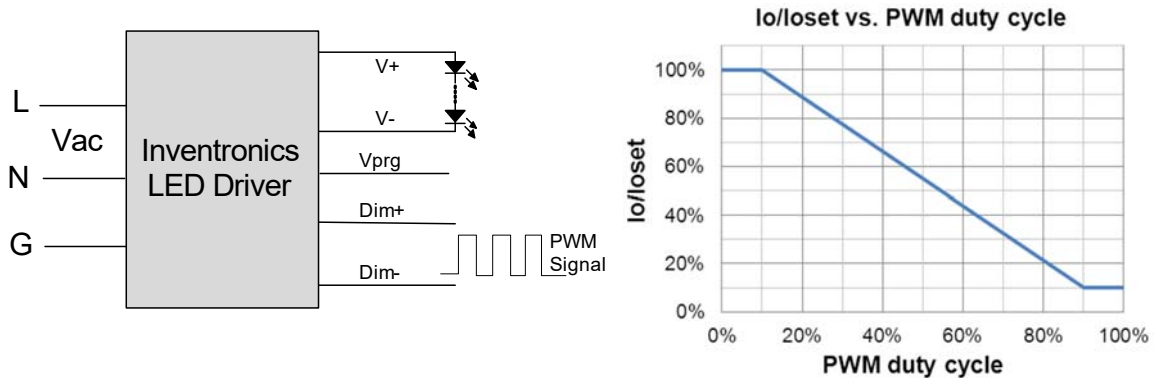 L
Vac
N
G
Inventronics
LED Driver
V+
V-
Vprg
Dim+
Dim-
PWM
Signal
Io/Ioset vs. PWM duty cycle
Io/Ioset
100%
80%
60%
40%
20%
0%
0% 20% 40% 60% 80% 100%
PWM duty cycle